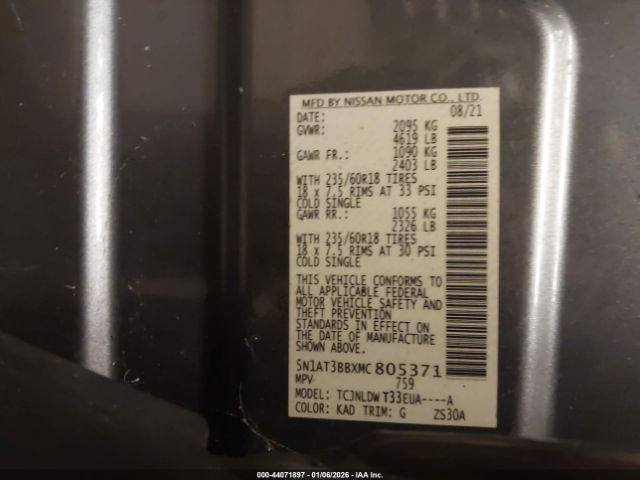 MFD BY NISSAN MOTOR CO., LTD.
DATE: 08/21
GVWR: 2095 KG
4619 LB
GAWR FR.: 1090 KG
2403 LB
WITH 235/60R18 TIRES
18 x 7.5 RIMS AT 33 PSI
COLD SINGLE
GAWR RR.: 1055 KG
2326 LB
WITH 235/60R18 TIRES
18 x 7.5 RIMS AT 30 PSI
COLD SINGLE
THIS VEHICLE CONFORMS TO
ALL APPLICABLE FEDERAL
MOTOR VEHICLE SAFETY AND
THEFT PREVENTION
STANDARDS IN EFFECT ON
THE DATE OF MANUFACTURE
SHOWN ABOVE.
5N1AT3BBXMC805371
MPV 759
MODEL: TCJNLDW T33EUA----A
COLOR: KAD TRIM: G ZS30A
000-44071897 - 01/06/2026 - IAA Inc.